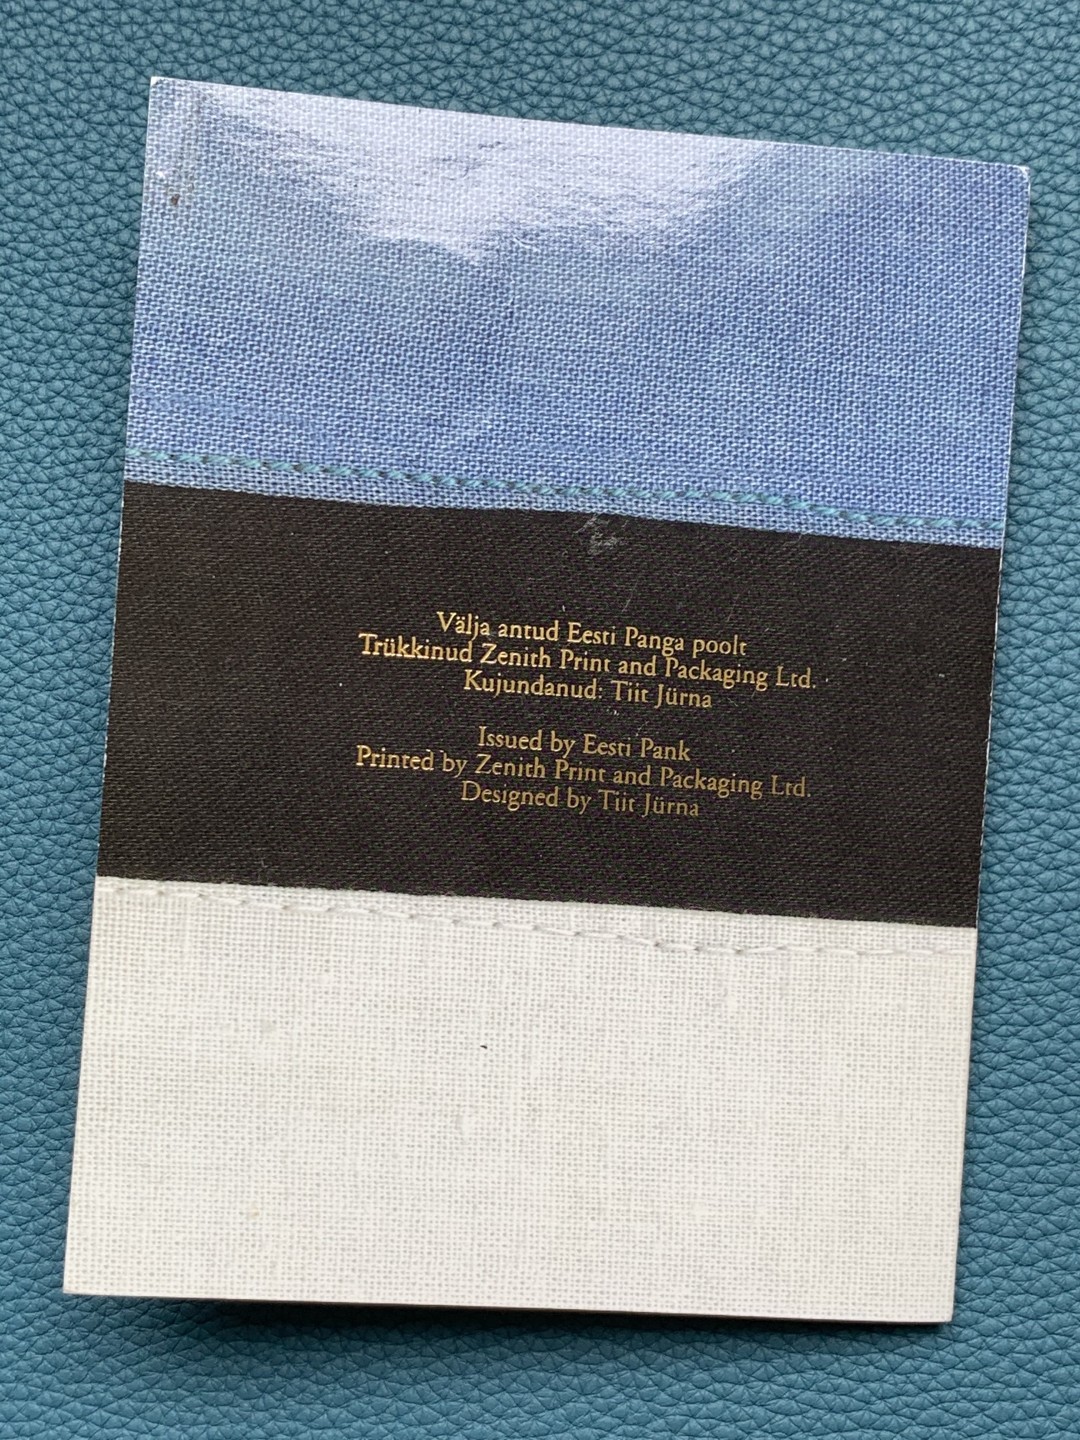 Välja antud Eesti Panga poolt
Trükkinud Zenith Print and Packaging Ltd.
Kujundanud: Tiit Jürna
Issued by Eesti Pank
Printed by Zenith Print and Packaging Ltd.
Designed by Tiit Jürna